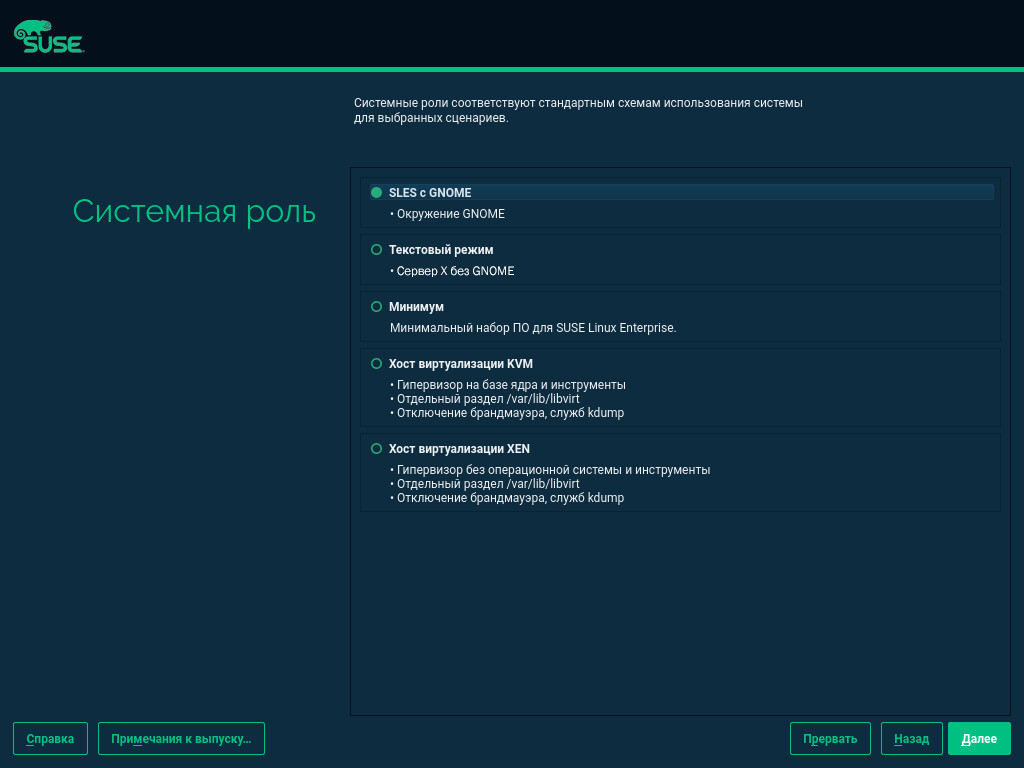 SUSE
Системные роли соответствуют стандартным схемам использования системы
для выбранных сценариев.
Системная роль
SLES с GNOME
• Окружение GNOME
Текстовый режим
• Сервер X без GNOME
Минимум
Минимальный набор ПО для SUSE Linux Enterprise.
Хост виртуализации KVM
• Гипервизор на базе ядра и инструменты
• Отдельный раздел /var/lib/libvirt
• Отключение брандмауэра, служб kdump
Хост виртуализации XEN
• Гипервизор без операционной системы и инструменты
• Отдельный раздел /var/lib/libvirt
• Отключение брандмауэра, служб kdump
Справка
Примечания к выпуску...
Прервать
Назад
Далее